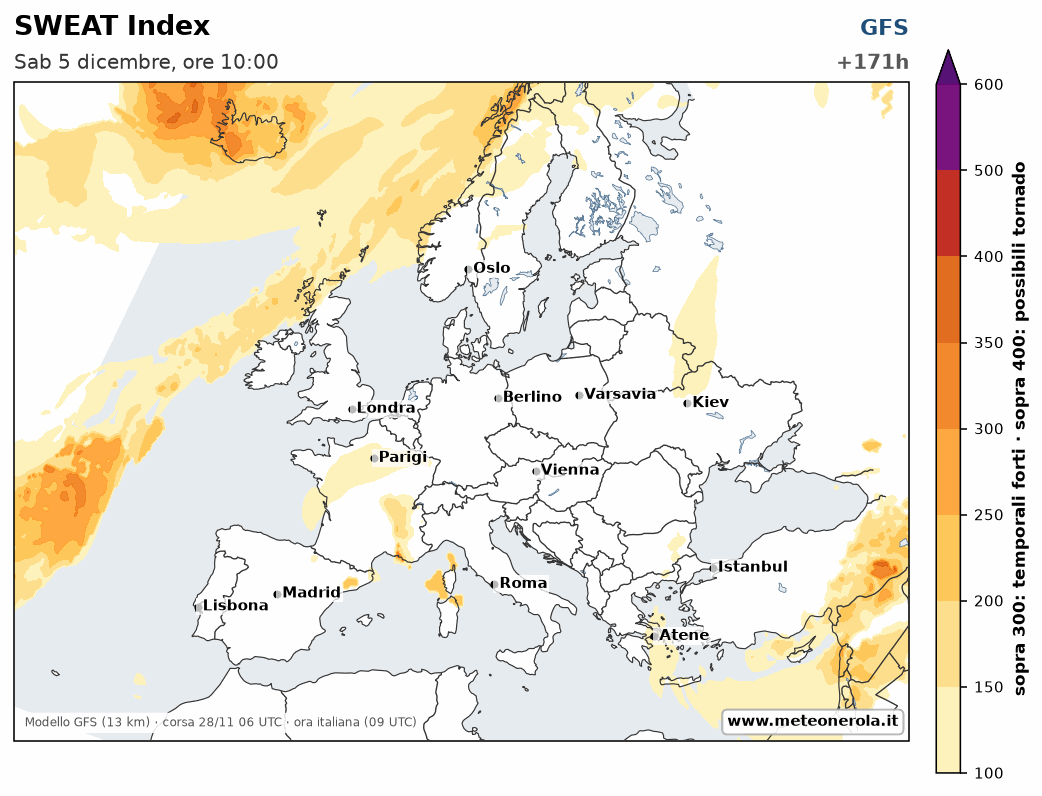 SWEAT Index
GFS
Sab 5 dicembre, ore 10:00
+171h
Oslo
Berlino
Varsavia
Londra
Kiev
Parigi
Vienna
Istanbul
Roma
Madrid
Lisbona
Atene
Modello GFS (13 km) · corsa 28/11 06 UTC · ora italiana (09 UTC)
www.meteonerola.it
600
500
400
350
300
250
200
150
100
sopra 300: temporali forti · sopra 400: possibili tornado